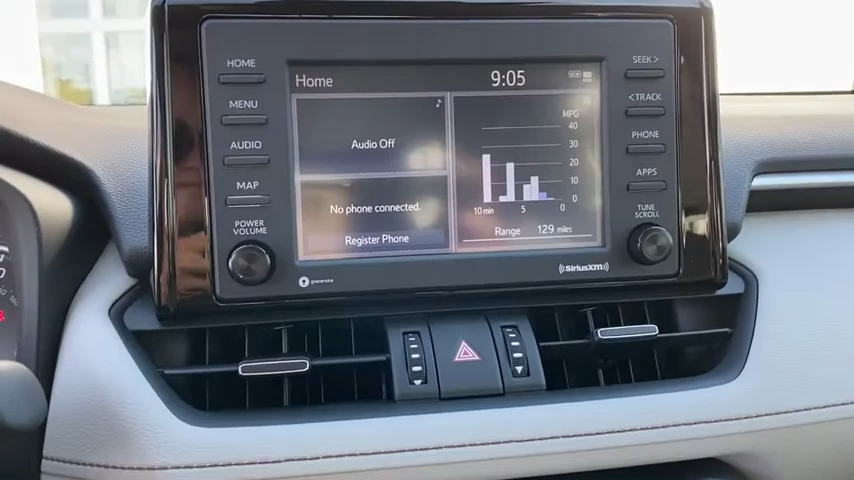 HOME
MENU
AUDIO
MAP
POWER
VOLUME
Home
9:05
Audio Off
No phone connected.
Register Phone
MPG
40
30
20
10
0
10 min 5 0
Range 129 miles
SEEK >
< TRACK
PHONE
APPS
TUNE
SCROLL
gracenote
SiriusXM